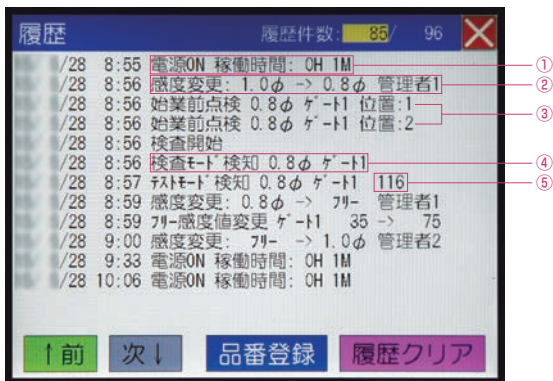 履歴 履歴件数: 85/ 96
/28 8:55 電源ON 稼働時間: 0H 1M ①
/28 8:56 感度変更: 1.0φ -> 0.8φ 管理者1 ②
/28 8:56 始業前点検 0.8φ ゲート1 位置:1 ③
/28 8:56 始業前点検 0.8φ ゲート1 位置:2
/28 8:56 検査開始
/28 8:56 検査モード検知 0.8φ ゲート1 ④
/28 8:57 テストモード検知 0.8φ ゲート1 116 ⑤
/28 8:59 感度変更: 0.8φ -> フリー 管理者1
/28 8:59 フリー感度値変更 ゲート1 35 -> 75
/28 9:00 感度変更: フリー -> 1.0φ 管理者2
/28 9:33 電源ON 稼働時間: 0H 1M
/28 10:06 電源ON 稼働時間: 0H 1M
↑前 次↓ 品番登録 履歴クリア